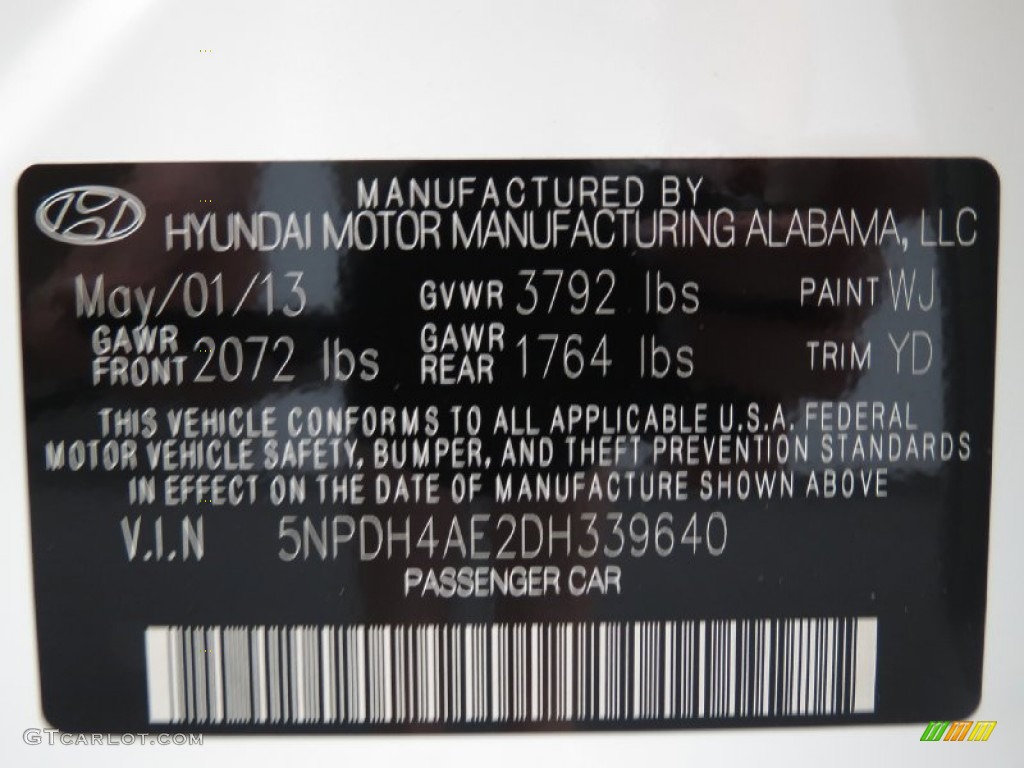 MANUFACTURED BY
HYUNDAI MOTOR MANUFACTURING ALABAMA, LLC
May/01/13 GVWR 3792 lbs PAINT WJ
GAWR FRONT 2072 lbs GAWR REAR 1764 lbs TRIM YD
THIS VEHICLE CONFORMS TO ALL APPLICABLE U.S.A. FEDERAL
MOTOR VEHICLE SAFETY, BUMPER, AND THEFT PREVENTION STANDARDS
IN EFFECT ON THE DATE OF MANUFACTURE SHOWN ABOVE
V.I.N 5NPDH4AE2DH339640
PASSENGER CAR
GTCARLOT.COM